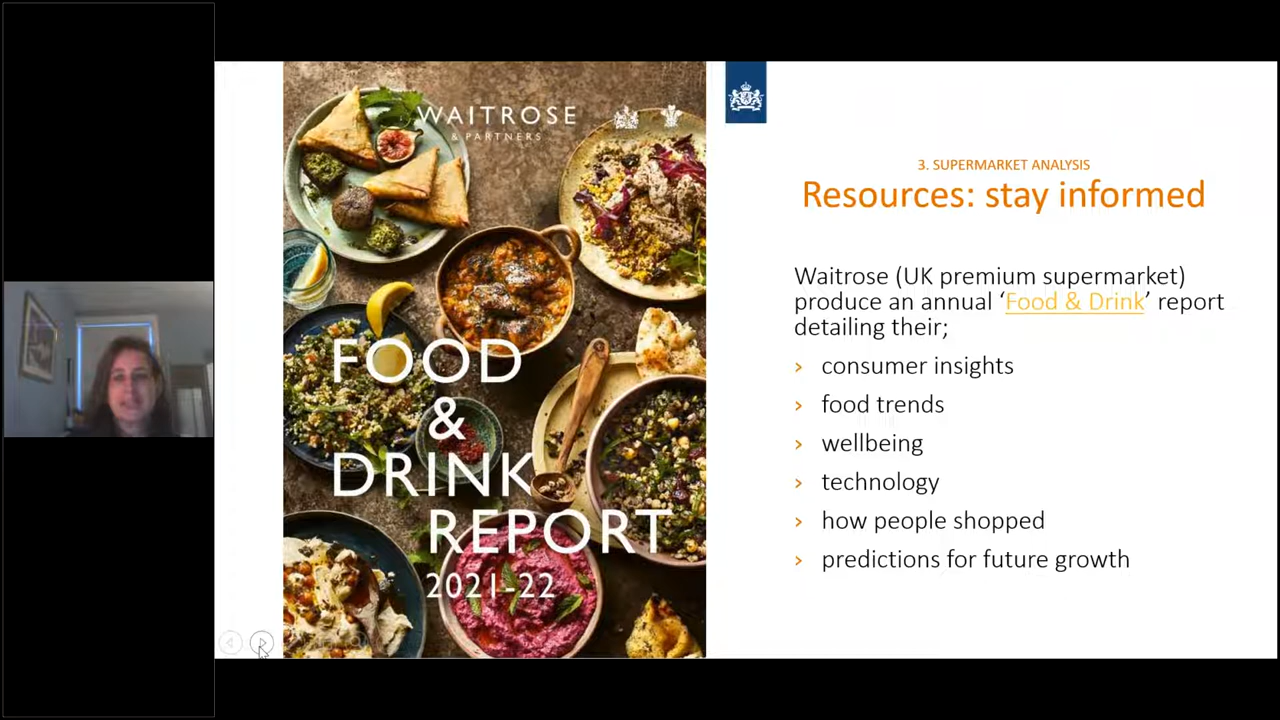 WAITROSE
& PARTNERS
FOOD
&
DRINK
REPORT
2021-22
3. SUPERMARKET ANALYSIS
Resources: stay informed
Waitrose (UK premium supermarket)
produce an annual ‘Food & Drink’ report
detailing their;
› consumer insights
› food trends
› wellbeing
› technology
› how people shopped
› predictions for future growth